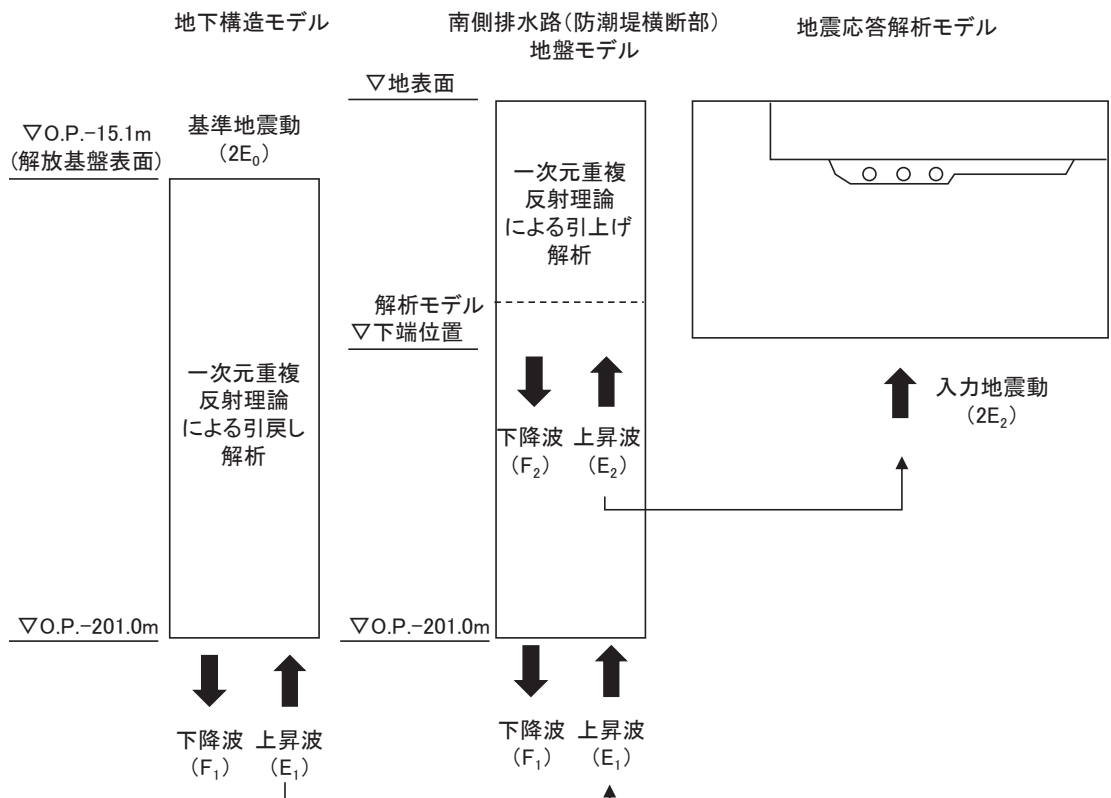 地下構造モデル
▽O.P.-15.1m
(解放基盤表面)
基準地震動
(2E₀)
一次元重複
反射理論
による引戻し
解析
▽O.P.-201.0m
下降波
(F₁)
上昇波
(E₁)
南側排水路(防潮堤横断部)
地盤モデル
▽地表面
一次元重複
反射理論
による引上げ
解析
解析モデル
▽下端位置
下降波
(F₂)
上昇波
(E₂)
▽O.P.-201.0m
下降波
(F₁)
上昇波
(E₁)
地震応答解析モデル
入力地震動
(2E₂)